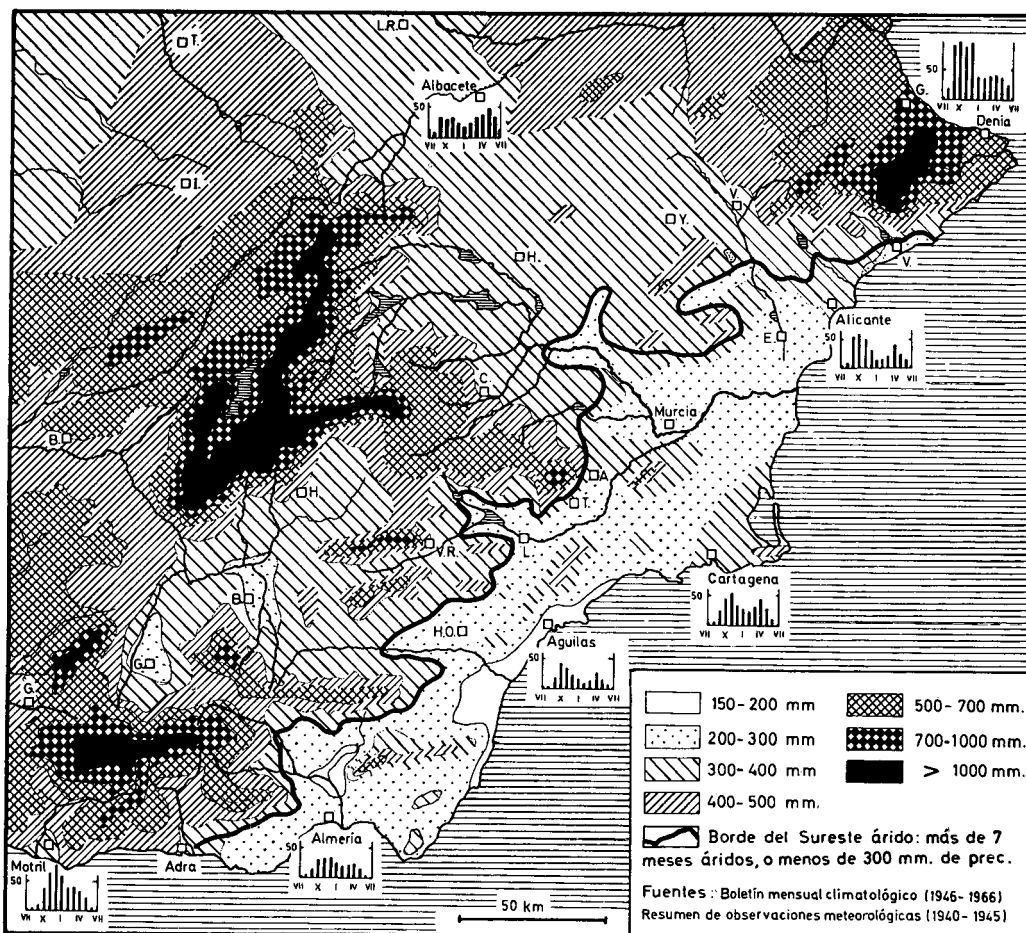 L.R.
T.
Albacete
50
VII X I IV VII
50
VII X I IV VII
G.
Denia
I.
V.
Y.
H.
V.
Alicante
50
VII X I IV VII
E.
C.
Murcia
B.
A.
H.
T.
V.R.
L.
Cartagena
50
VII X I IV VII
B.
H.O.
Aguilas
50
VII X I IV VII
G.
G.
Almería
50
VII X I IV VII
Motril
50
VII X I IV VII
Adra
50 km
150-200 mm
200-300 mm
300-400 mm
400-500 mm.
500-700 mm.
700-1000 mm.
> 1000 mm.
Borde del Sureste árido: más de 7
meses áridos, o menos de 300 mm. de prec.
Fuentes: Boletín mensual climatológico (1946-1966)
Resumen de observaciones meteorológicas (1940-1945)